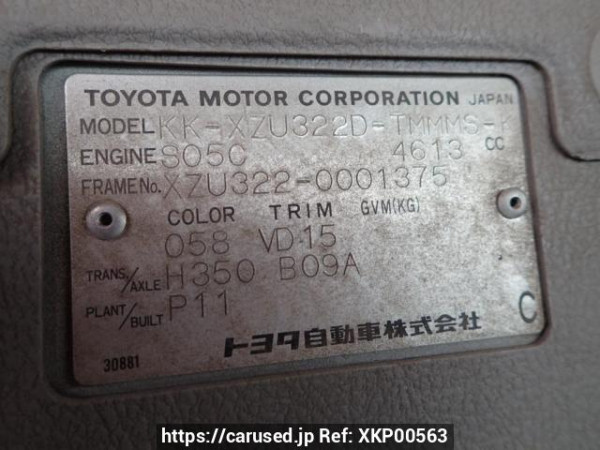 TOYOTA MOTOR CORPORATION JAPAN
MODEL KK-XZU322D-TMMMS-K
ENGINE S05C 4613 CC
FRAME No. XZU322-0001375
COLOR TRIM GVM(KG)
058 VD15
TRANS./AXLE H350 B09A
PLANT/BUILT P11
トヨタ自動車株式会社
C
30881
https://carused.jp Ref: XKP00563